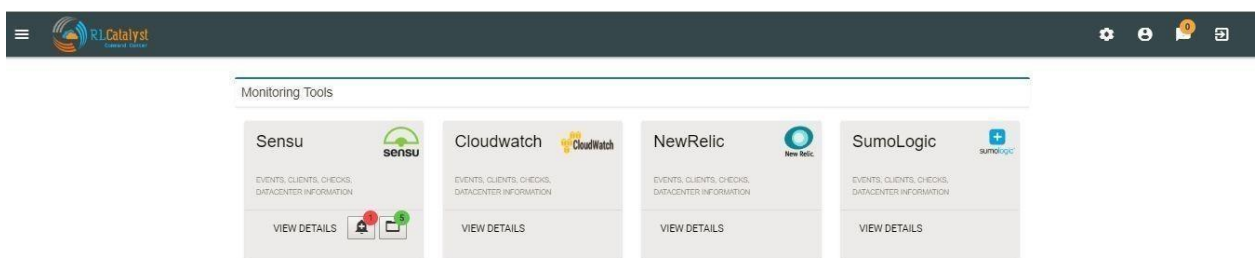 RLCatalyst
Command Center
0
Monitoring Tools
Sensu
sensu
EVENTS, CLIENTS, CHECKS,
DATACENTER INFORMATION
VIEW DETAILS
1
5
Cloudwatch
CloudWatch
EVENTS, CLIENTS, CHECKS,
DATACENTER INFORMATION
VIEW DETAILS
NewRelic
New Relic
EVENTS, CLIENTS, CHECKS,
DATACENTER INFORMATION
VIEW DETAILS
SumoLogic
sumologic
EVENTS, CLIENTS, CHECKS,
DATACENTER INFORMATION
VIEW DETAILS